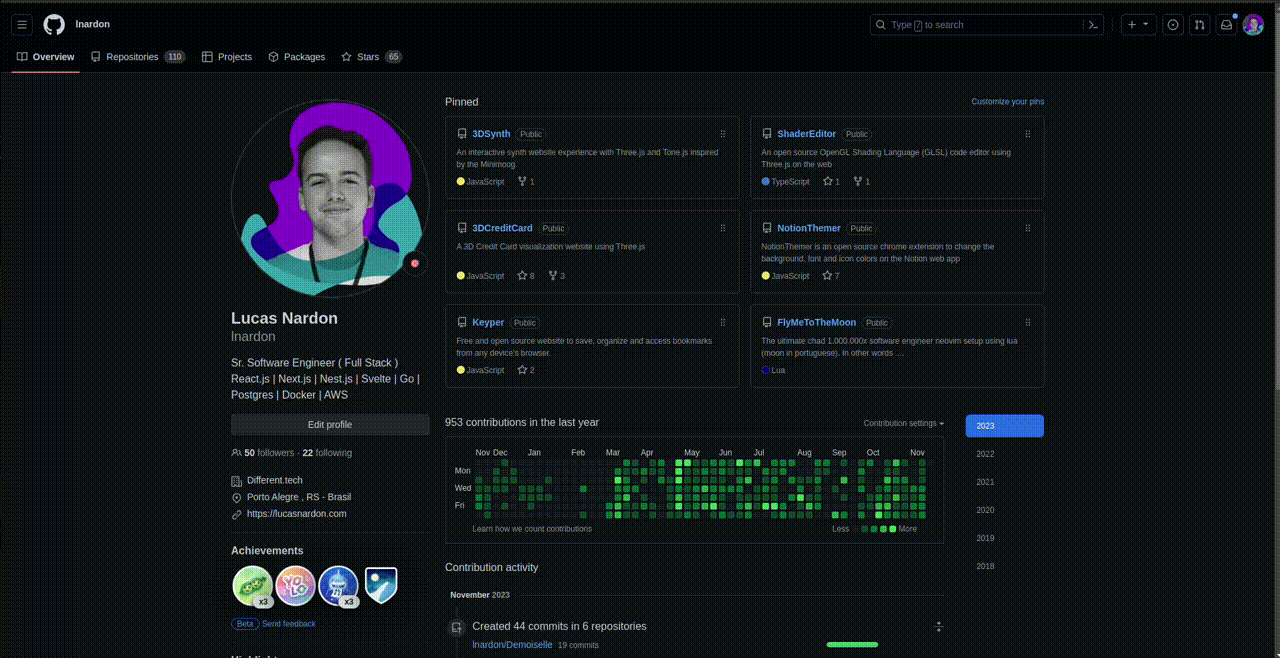 lnardon
Type / to search
Overview
Repositories 110
Projects
Packages
Stars 65
Lucas Nardon
lnardon
Sr. Software Engineer ( Full Stack )
React.js | Next.js | Nest.js | Svelte | Go |
Postgres | Docker | AWS
Edit profile
50 followers · 22 following
Different.tech
Porto Alegre , RS - Brasil
https://lucasnardon.com
Achievements
x3
YOLO
x3
Beta Send feedback
Pinned
Customize your pins
3DSynth Public
An interactive synth website experience with Three.js and Tone.js inspired
by the Minimoog.
JavaScript 1
ShaderEditor Public
An open source OpenGL Shading Language (GLSL) code editor using
Three.js on the web
TypeScript 1 1
3DCreditCard Public
A 3D Credit Card visualization website using Three.js
JavaScript 8 3
NotionThemer Public
NotionThemer is an open source chrome extension to change the
background, font and icon colors on the Notion web app
JavaScript 7
Keyper Public
Free and open source website to save, organize and access bookmarks
from any device's browser.
JavaScript 2
FlyMeToTheMoon Public
The ultimate chad 1.000.000x software engineer neovim setup using lua
(moon in portuguese). In other words ....
Lua
953 contributions in the last year
Contribution settings
Nov Dec Jan Feb Mar Apr May Jun Jul Aug Sep Oct Nov
Mon
Wed
Fri
Learn how we count contributions
Less More
2023
2022
2021
2020
2019
2018
Contribution activity
November 2023
Created 44 commits in 6 repositories
lnardon/Demoiselle 19 commits